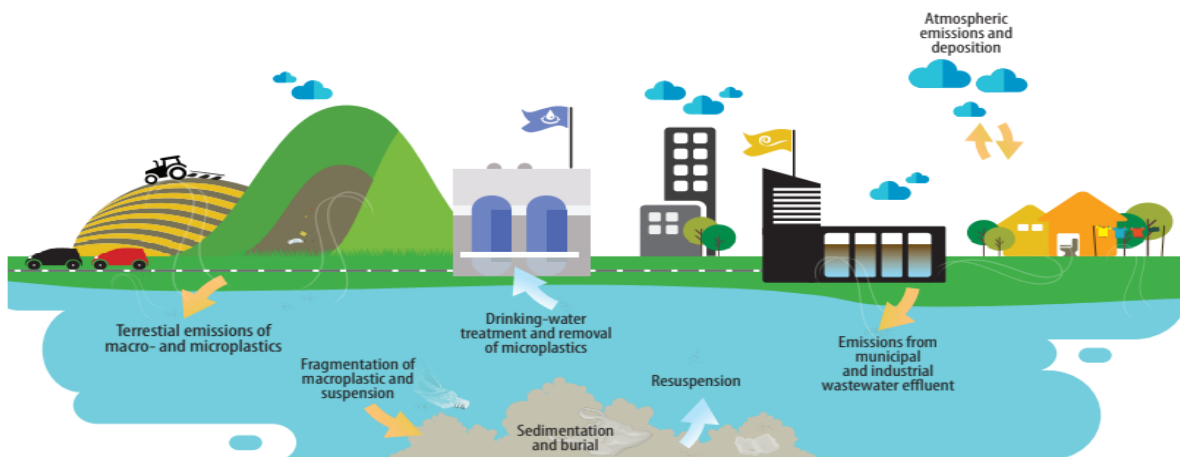 Atmospheric
emissions and
deposition
Terrestial emissions of
macro- and microplastics
Drinking-water
treatment and removal
of microplastics
Emissions from
municipal
and industrial
wastewater effluent
Fragmentation of
macroplastic and
suspension
Resuspension
Sedimentation
and burial